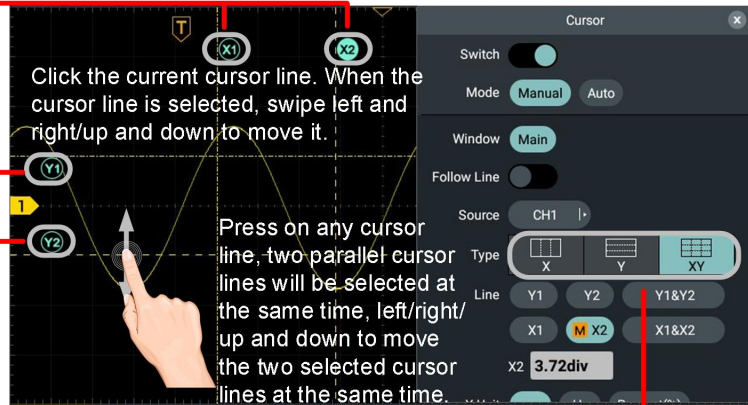 Cursor
T
X1
X2
Switch
Click the current cursor line. When the
cursor line is selected, swipe left and
right/up and down to move it.
Mode Manual Auto
Window Main
Y1
Follow Line
1
Source CH1
Y2
Press on any cursor
line, two parallel cursor
lines will be selected at
the same time, left/right/
up and down to move
the two selected cursor
lines at the same time.
Type X Y XY
Line Y1 Y2 Y1&Y2
X1 M X2 X1&X2
X2 3.72div